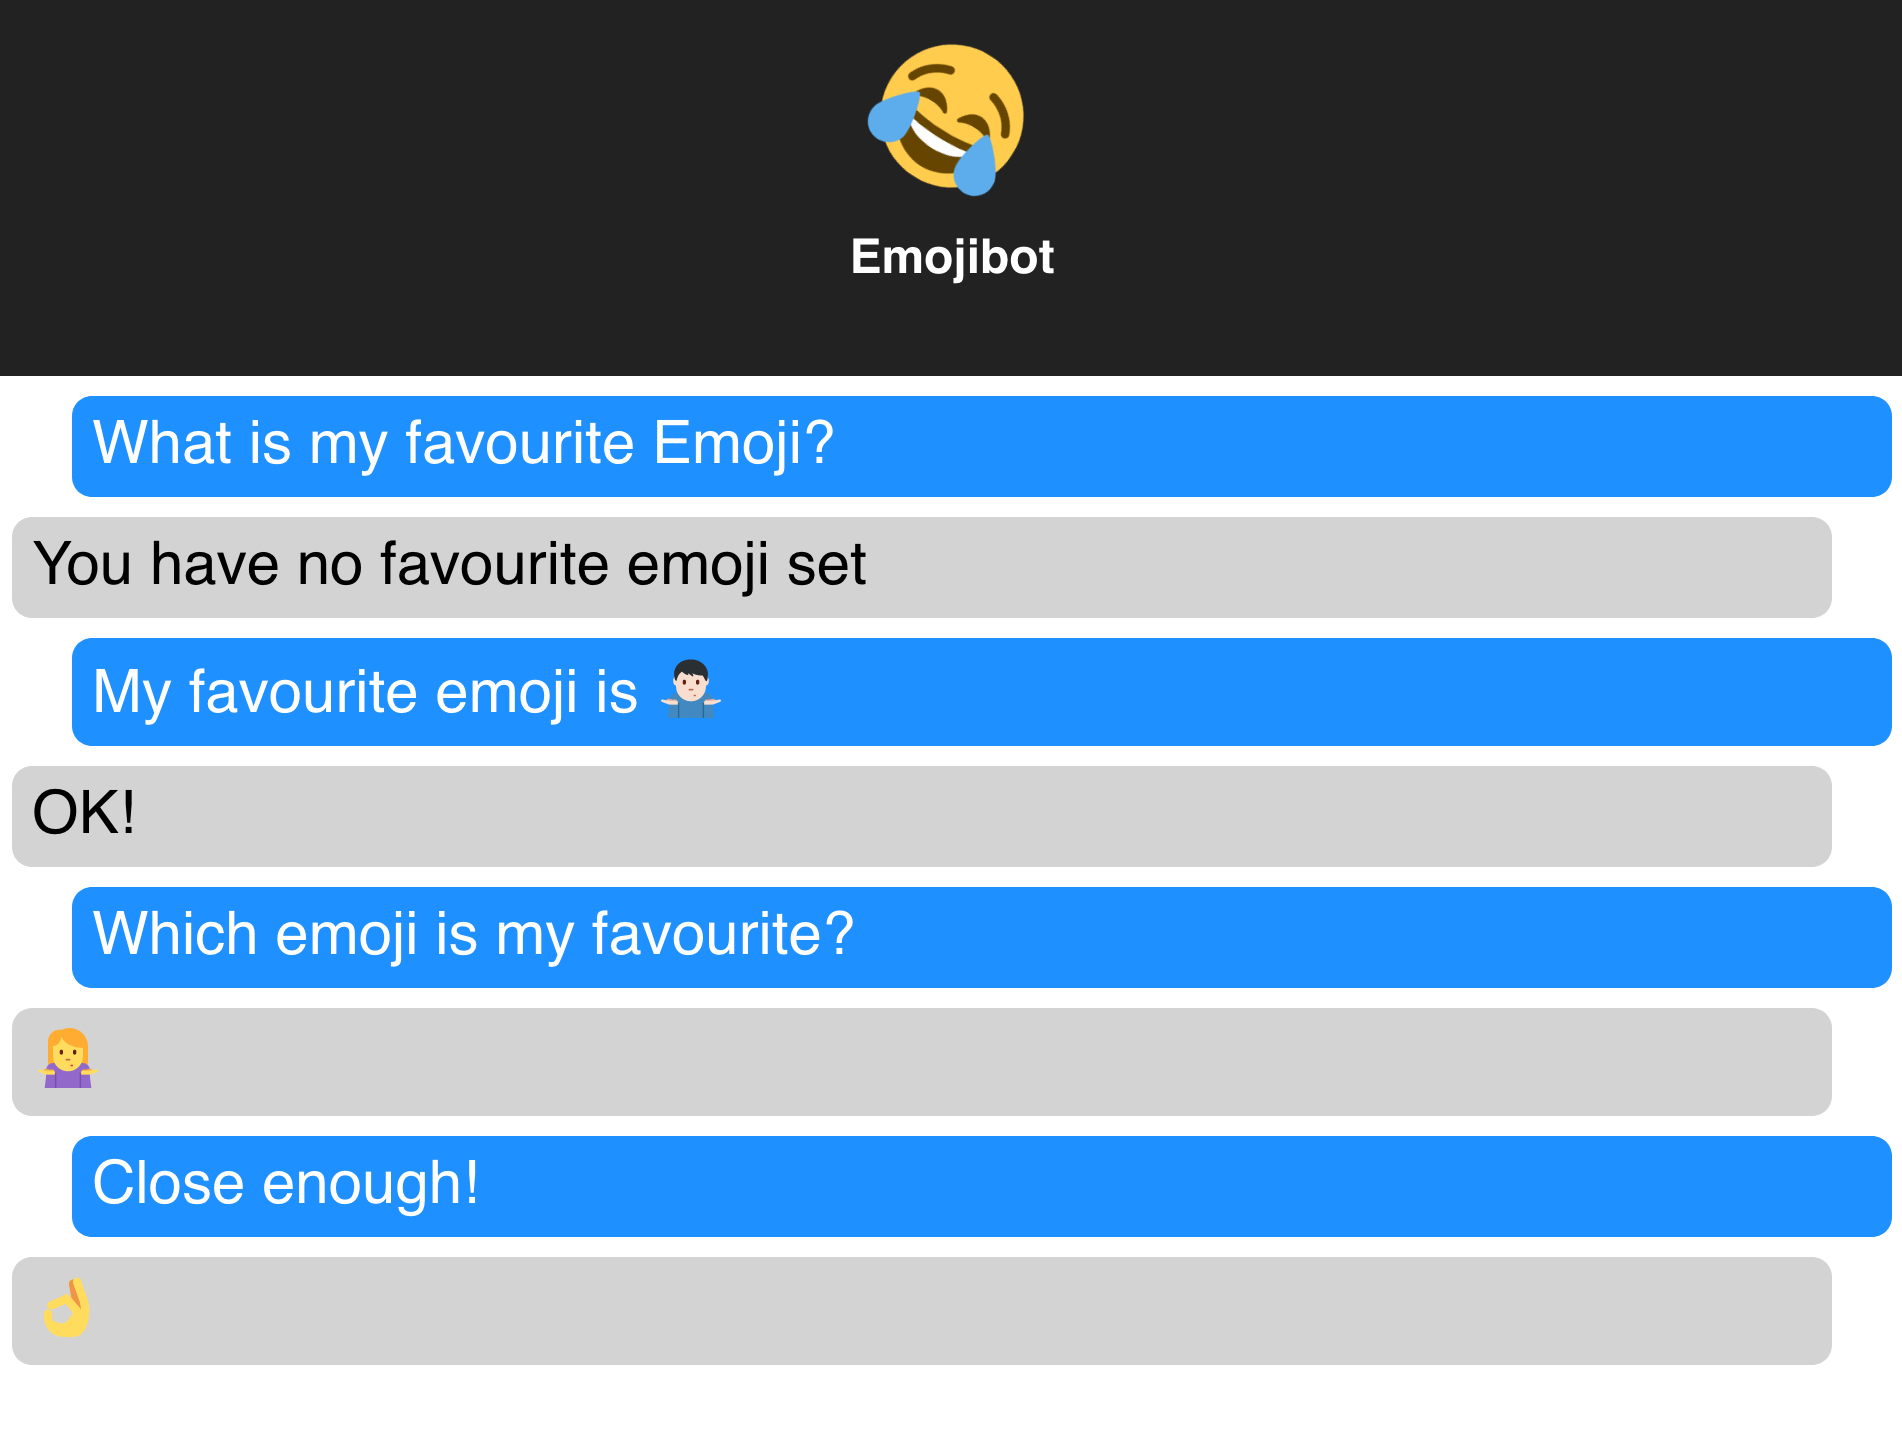 Emojibot
What is my favourite Emoji?
You have no favourite emoji set
My favourite emoji is 🤷🏻‍♂️
OK!
Which emoji is my favourite?
🤷‍♀️
Close enough!
👌